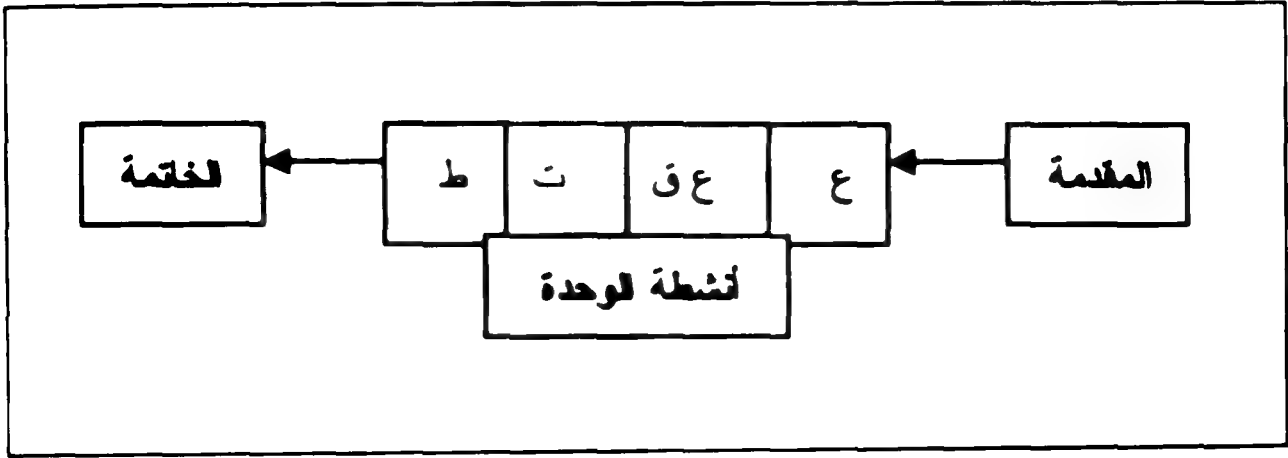 المقدمة
ع
ع ق
ت
ط
الخاتمة
أنشطة الوحدة